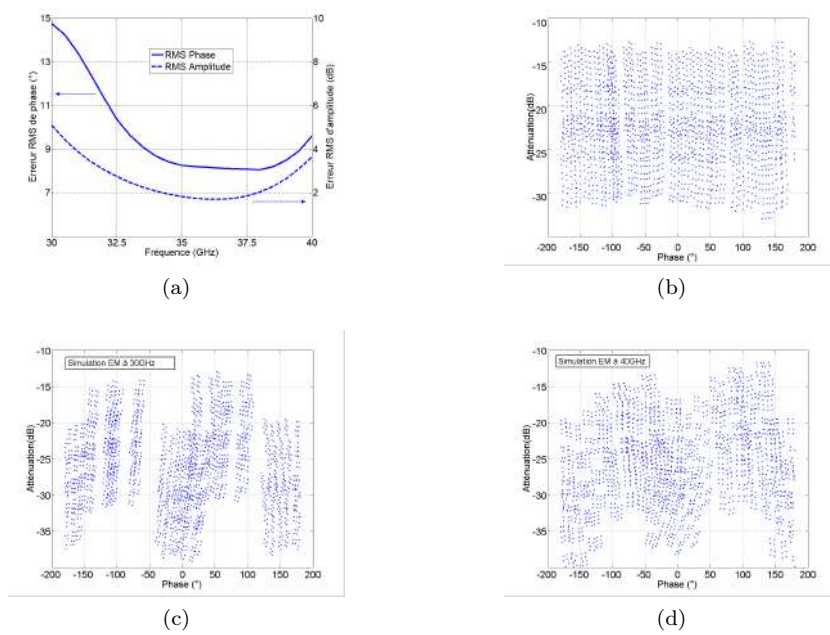 15
13
11
9
7
30
32.5
35
37.5
40
10
8
6
4
2
Erreur RMS de phase (°)
Fréquence (GHz)
Erreur RMS d'amplitude (dB)
RMS Phase
RMS Amplitude
(a)
-10
-15
-20
-25
-30
Atténuation(dB)
-200 -150 -100 -50 0 50 100 150 200
Phase (°)
(b)
Simulation EM à 30GHz
-10
-15
-20
-25
-30
-35
Atténuation(dB)
-200 -150 -100 -50 0 50 100 150 200
Phase (°)
(c)
Simulation EM à 40GHz
-10
-15
-20
-25
-30
-35
-40
Atténuation(dB)
-200 -150 -100 -50 0 50 100 150 200
Phase (°)
(d)